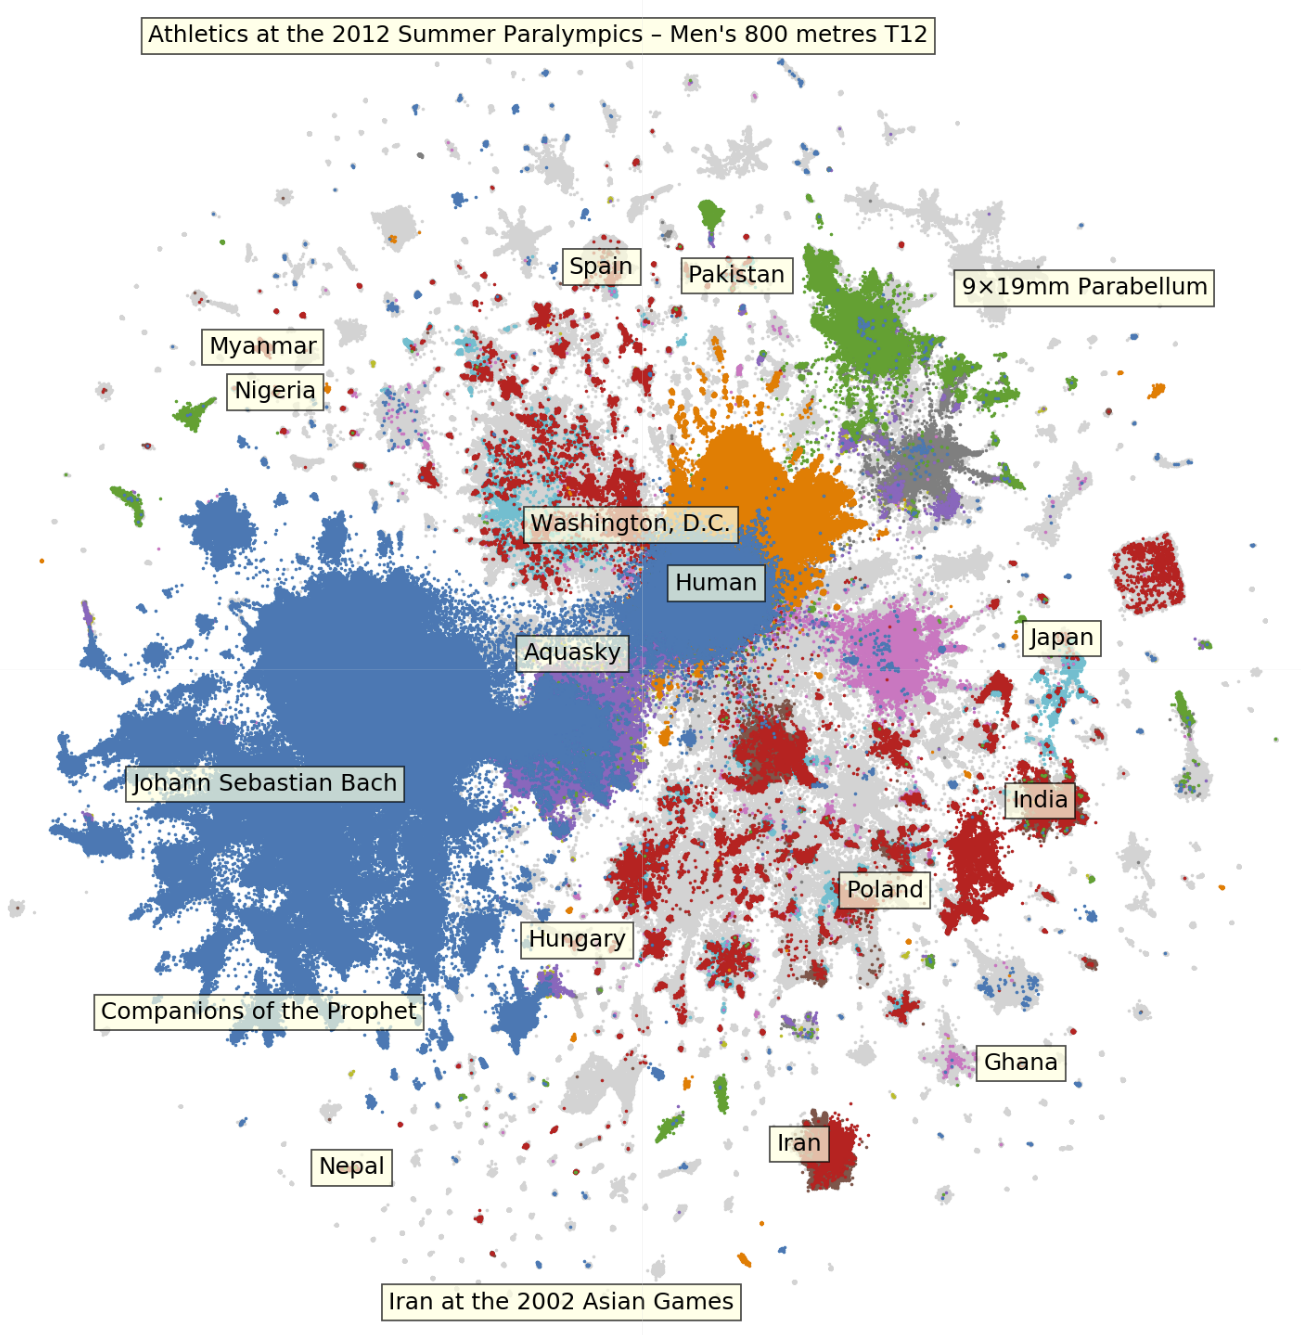 Athletics at the 2012 Summer Paralympics – Men's 800 metres T12
Spain
Pakistan
9×19mm Parabellum
Myanmar
Nigeria
Washington, D.C.
Human
Japan
Aquasky
Johann Sebastian Bach
India
Poland
Hungary
Companions of the Prophet
Ghana
Iran
Nepal
Iran at the 2002 Asian Games